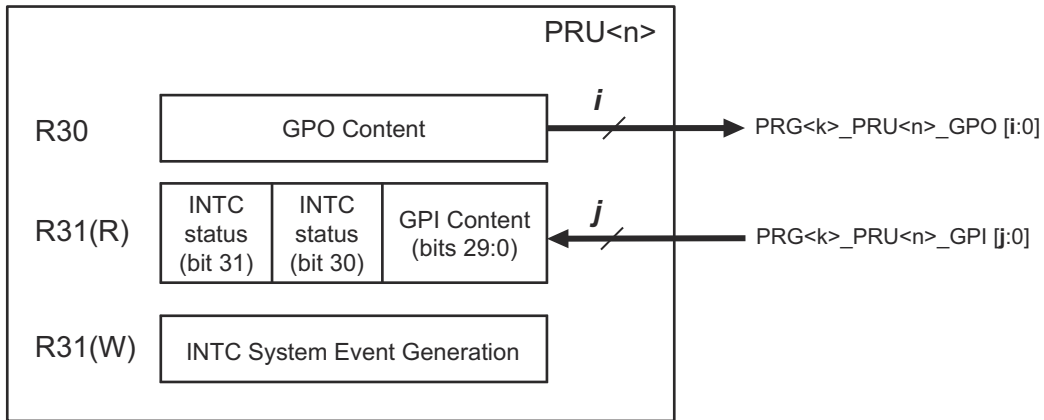 PRU<n>
R30
GPO Content
i
PRG<k>_PRU<n>_GPO [i:0]
R31(R)
INTC
status
(bit 31)
INTC
status
(bit 30)
GPI Content
(bits 29:0)
j
PRG<k>_PRU<n>_GPI [j:0]
R31(W)
INTC System Event Generation